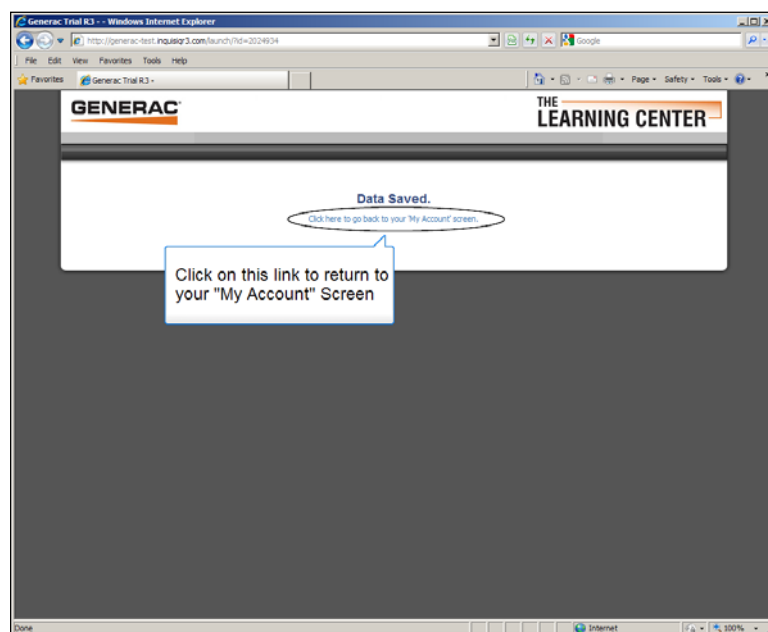 Generac Trial R3 - - Windows Internet Explorer
http://generac-test.inquisiqr3.com/launch/?id=2024934
Google
File Edit View Favorites Tools Help
Favorites Generac Trial R3 -
Page Safety Tools
GENERAC
THE
LEARNING CENTER
Data Saved.
Click here to go back to your 'My Account' screen.
Click on this link to return to
your "My Account" Screen
Done Internet 100%